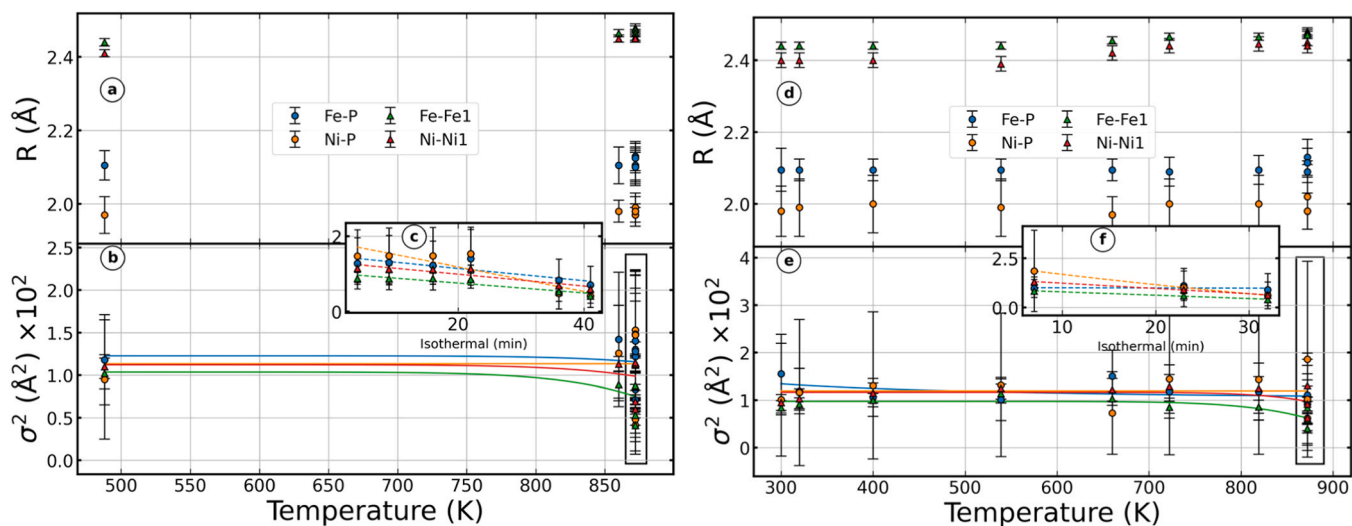 R (Å)
2.4
2.2
2.0
a
Fe-P
Fe-Fe1
Ni-P
Ni-Ni1
σ² (Å²) ×10²
2.5
2.0
1.5
1.0
0.5
0.0
b
2
0
c
20
40
Isothermal (min)
500
550
600
650
700
750
800
850
Temperature (K)
R (Å)
2.4
2.2
2.0
d
Fe-P
Fe-Fe1
Ni-P
Ni-Ni1
σ² (Å²) ×10²
4
3
2
1
0
e
2.5
0.0
f
10
20
30
Isothermal (min)
300
400
500
600
700
800
900
Temperature (K)